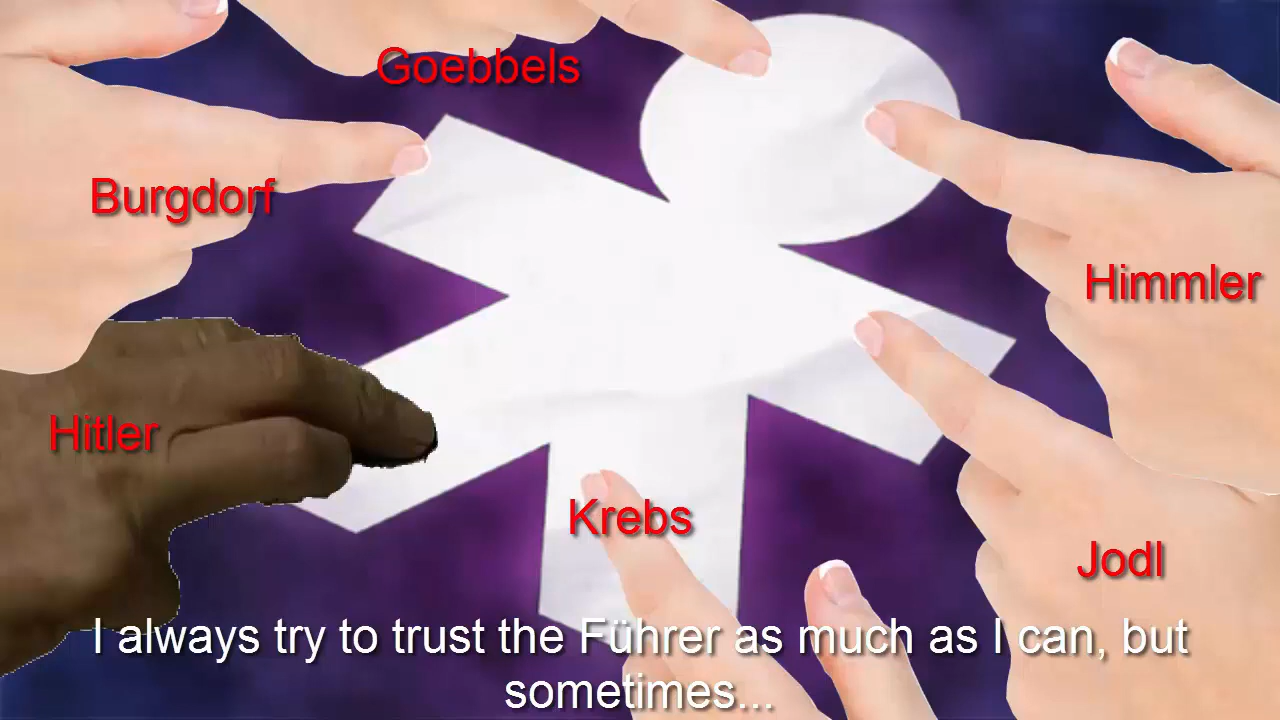 Goebbels
Burgdorf
Himmler
Hitler
Krebs
Jodl
I always try to trust the Führer as much as I can, but
sometimes...